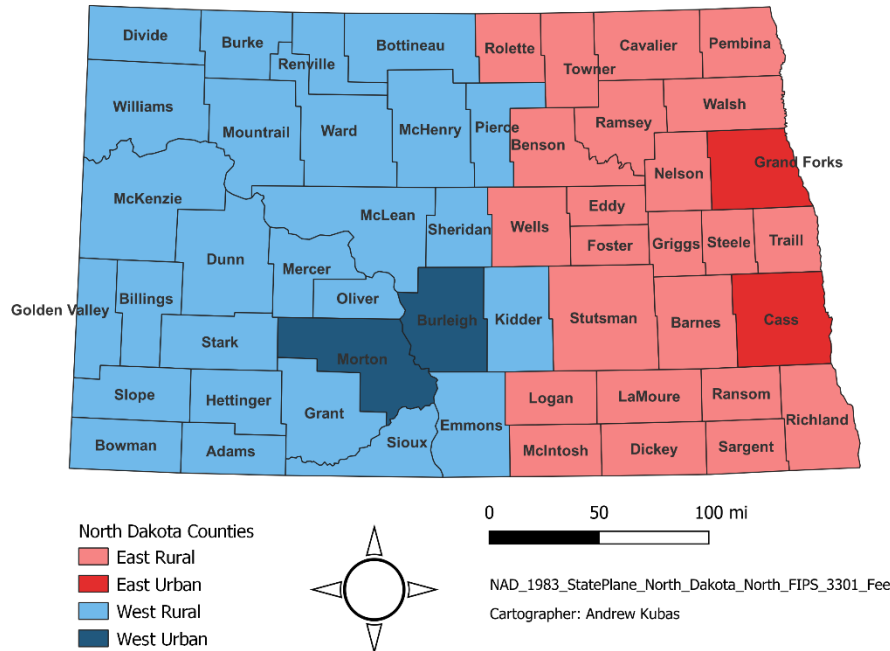 Divide
Burke
Renville
Bottineau
Rolette
Towner
Cavalier
Pembina
Williams
Mountrail
Ward
McHenry
Pierce
Benson
Ramsey
Walsh
Nelson
Grand Forks
McKenzie
McLean
Sheridan
Wells
Eddy
Foster
Griggs
Steele
Traill
Dunn
Mercer
Oliver
Golden Valley
Billings
Burleigh
Kidder
Stutsman
Barnes
Cass
Stark
Morton
Slope
Hettinger
Grant
Logan
LaMoure
Ransom
Richland
Bowman
Adams
Sioux
Emmons
McIntosh
Dickey
Sargent
North Dakota Counties
East Rural
East Urban
West Rural
West Urban
0 50 100 mi
NAD_1983_StatePlane_North_Dakota_North_FIPS_3301_Fee
Cartographer: Andrew Kubas